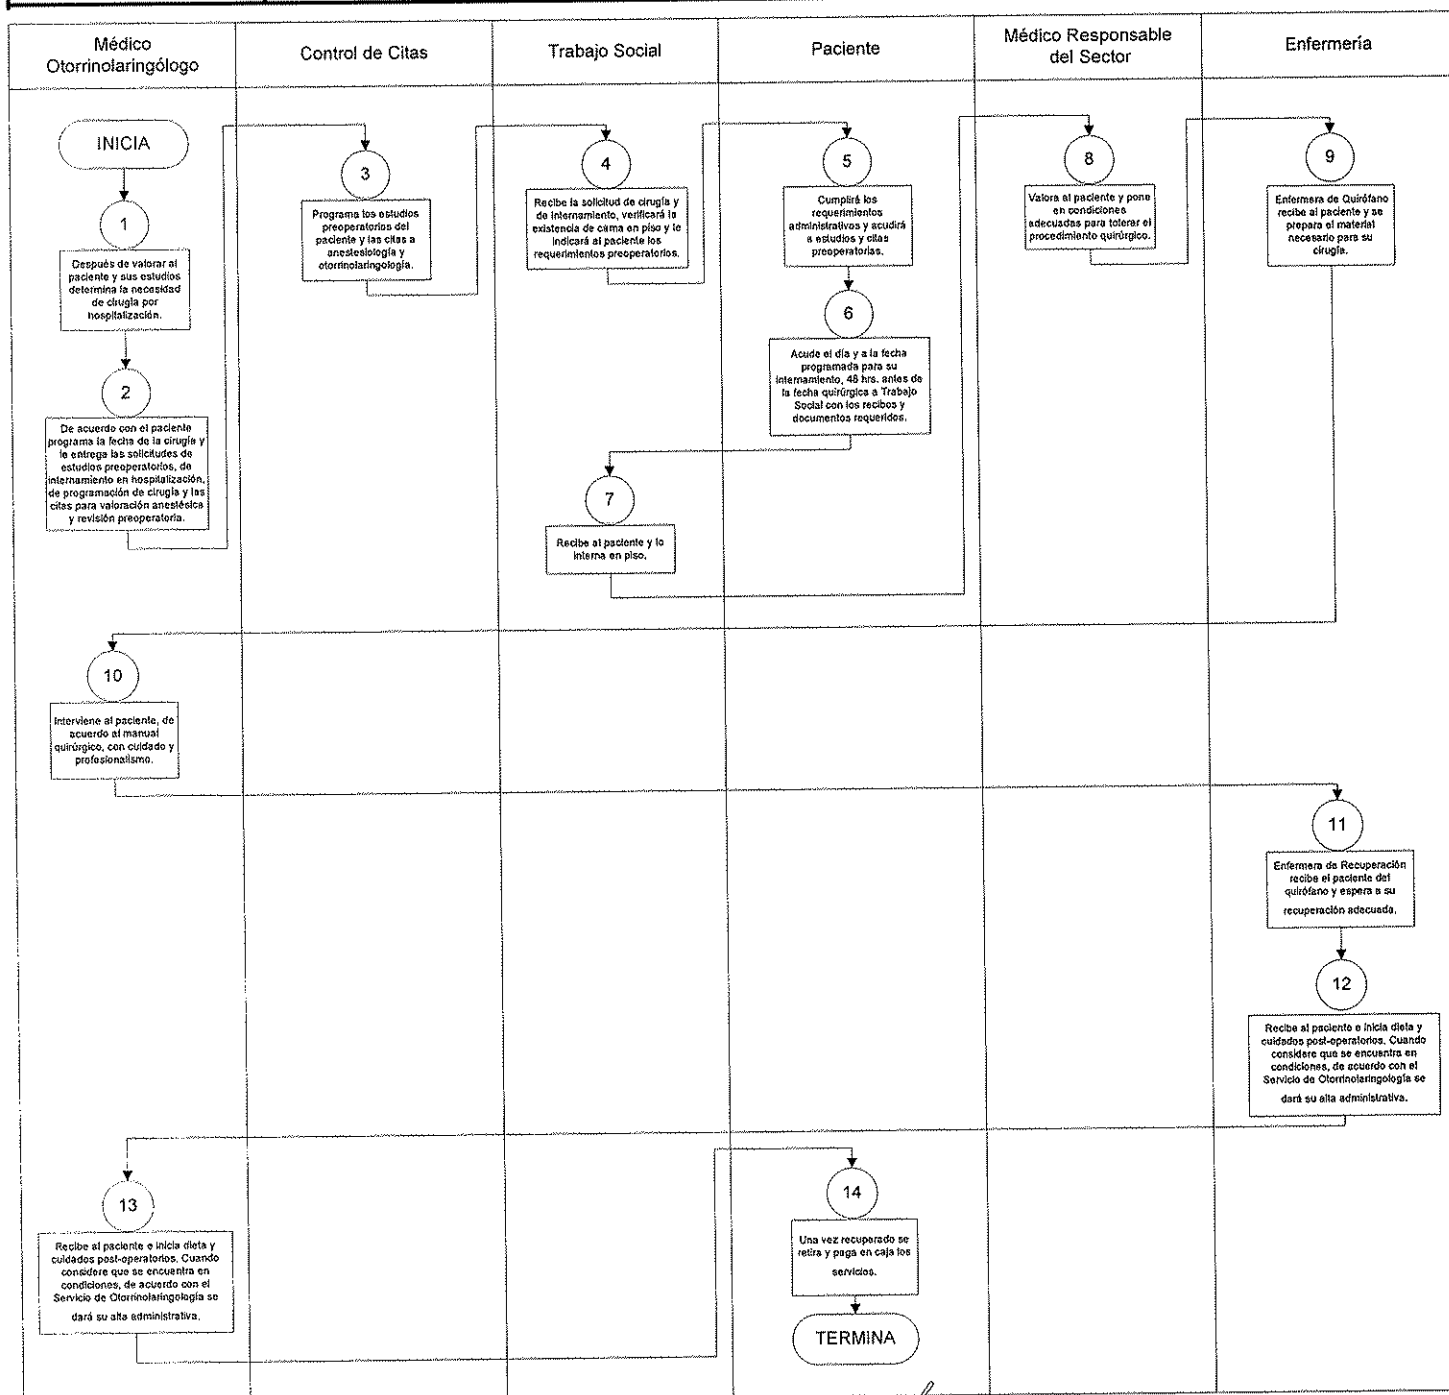 Médico
Otorrinolaringólogo
Control de Citas
Trabajo Social
Paciente
Médico Responsable
del Sector
Enfermería
INICIA
1
Después de valorar al
paciente y sus estudios
determina la necesidad
de cirugía por
hospitalización.
2
De acuerdo con el paciente
programa la fecha de la cirugía y
le entrega las solicitudes de
estudios preoperatorios, de
internamiento en hospitalización,
de programación de cirugía y las
citas para valoración anestésica
y revisión preoperatoria.
3
Programa los estudios
preoperatorios del
paciente y las citas a
anestesiología y
otorrinolaringología.
4
Recibe la solicitud de cirugía y
de internamiento, verificará la
existencia de cama en piso y le
indicará al paciente los
requerimientos preoperatorios.
5
Cumplirá los
requerimientos
administrativos y acudirá
a estudios y citas
preoperatorias.
6
Acude el día y a la fecha
programada para su
internamiento, 48 hrs. antes de
la fecha quirúrgica a Trabajo
Social con los recibos y
documentos requeridos.
7
Recibe al paciente y lo
interna en piso.
8
Valora al paciente y pone
en condiciones
adecuadas para tolerar el
procedimiento quirúrgico.
9
Enfermera de Quirófano
recibe al paciente y se
prepara el material
necesario para su
cirugía.
10
Interviene al paciente, de
acuerdo al manual
quirúrgico, con cuidado y
profesionalismo.
11
Enfermera de Recuperación
recibe el paciente del
quirófano y espera a su
recuperación adecuada.
12
Recibe al paciente e inicia dieta y
cuidados post-operatorios. Cuando
considere que se encuentra en
condiciones, de acuerdo con el
Servicio de Otorrinolaringología se
dará su alta administrativa.
13
Recibe al paciente e inicia dieta y
cuidados post-operatorios. Cuando
considere que se encuentra en
condiciones, de acuerdo con el
Servicio de Otorrinolaringología se
dará su alta administrativa.
14
Una vez recuperado se
retira y paga en caja los
servicios.
TERMINA